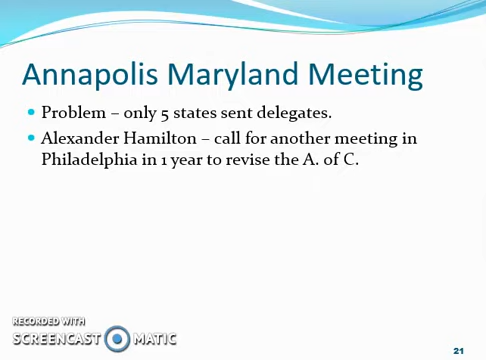 Annapolis Maryland Meeting
Problem – only 5 states sent delegates.
Alexander Hamilton – call for another meeting in
Philadelphia in 1 year to revise the A. of C.
RECORDED WITH
SCREENCAST MATIC
21